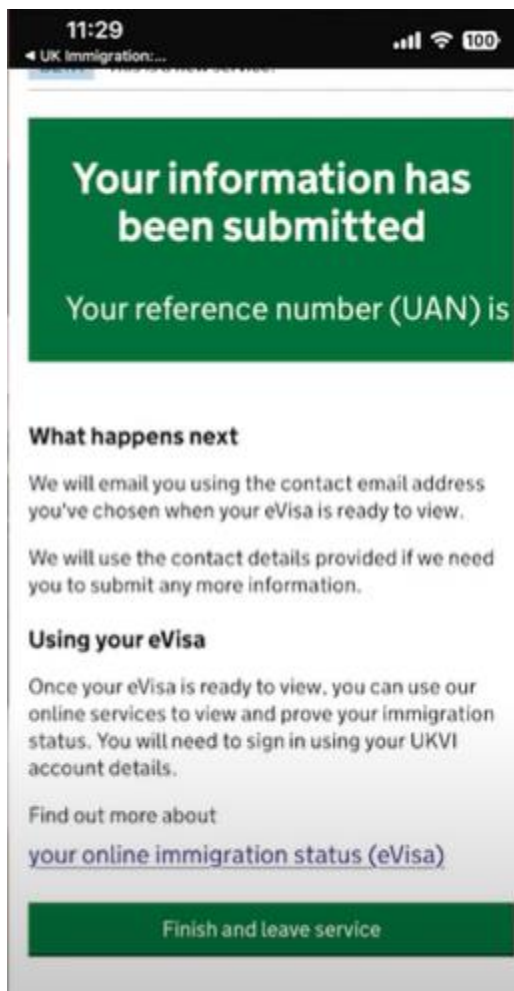 11:29
100
◀ UK Immigration:...
Your information has
been submitted
Your reference number (UAN) is
What happens next
We will email you using the contact email address
you've chosen when your eVisa is ready to view.
We will use the contact details provided if we need
you to submit any more information.
Using your eVisa
Once your eVisa is ready to view, you can use our
online services to view and prove your immigration
status. You will need to sign in using your UKVI
account details.
Find out more about
your online immigration status (eVisa)
Finish and leave service